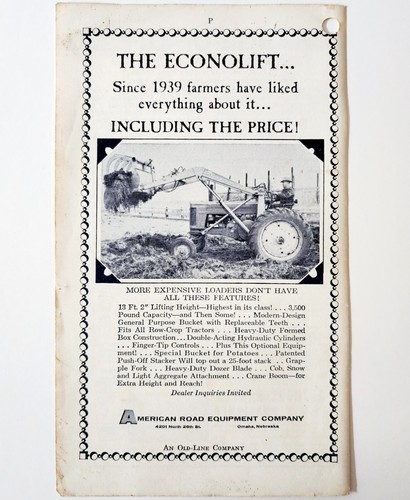 P
THE ECONOLIFT...
Since 1939 farmers have liked
everything about it...
INCLUDING THE PRICE!
MORE EXPENSIVE LOADERS DON'T HAVE
ALL THESE FEATURES!
13 Ft. 2" Lifting Height—Highest in its class! . . . 3,500
Pound Capacity—and Then Some! . . . Modern-Design
General Purpose Bucket with Replaceable Teeth . . .
Fits All Row-Crop Tractors . . . Heavy-Duty Formed
Box Construction...Double-Acting Hydraulic Cylinders
. . . Finger-Tip Controls . . . Plus This Optional Equip-
ment! . . . Special Bucket for Potatoes . . . Patented
Push-Off Stacker Will top out a 25-foot stack . . Grap-
ple Fork . . . Heavy-Duty Dozer Blade . . . Cob, Snow
and Light Aggregate Attachment . . . Crane Boom—for
Extra Height and Reach!
Dealer Inquiries Invited
AMERICAN ROAD EQUIPMENT COMPANY
4201 North 26th St. Omaha, Nebraska
AN OLD-LINE COMPANY